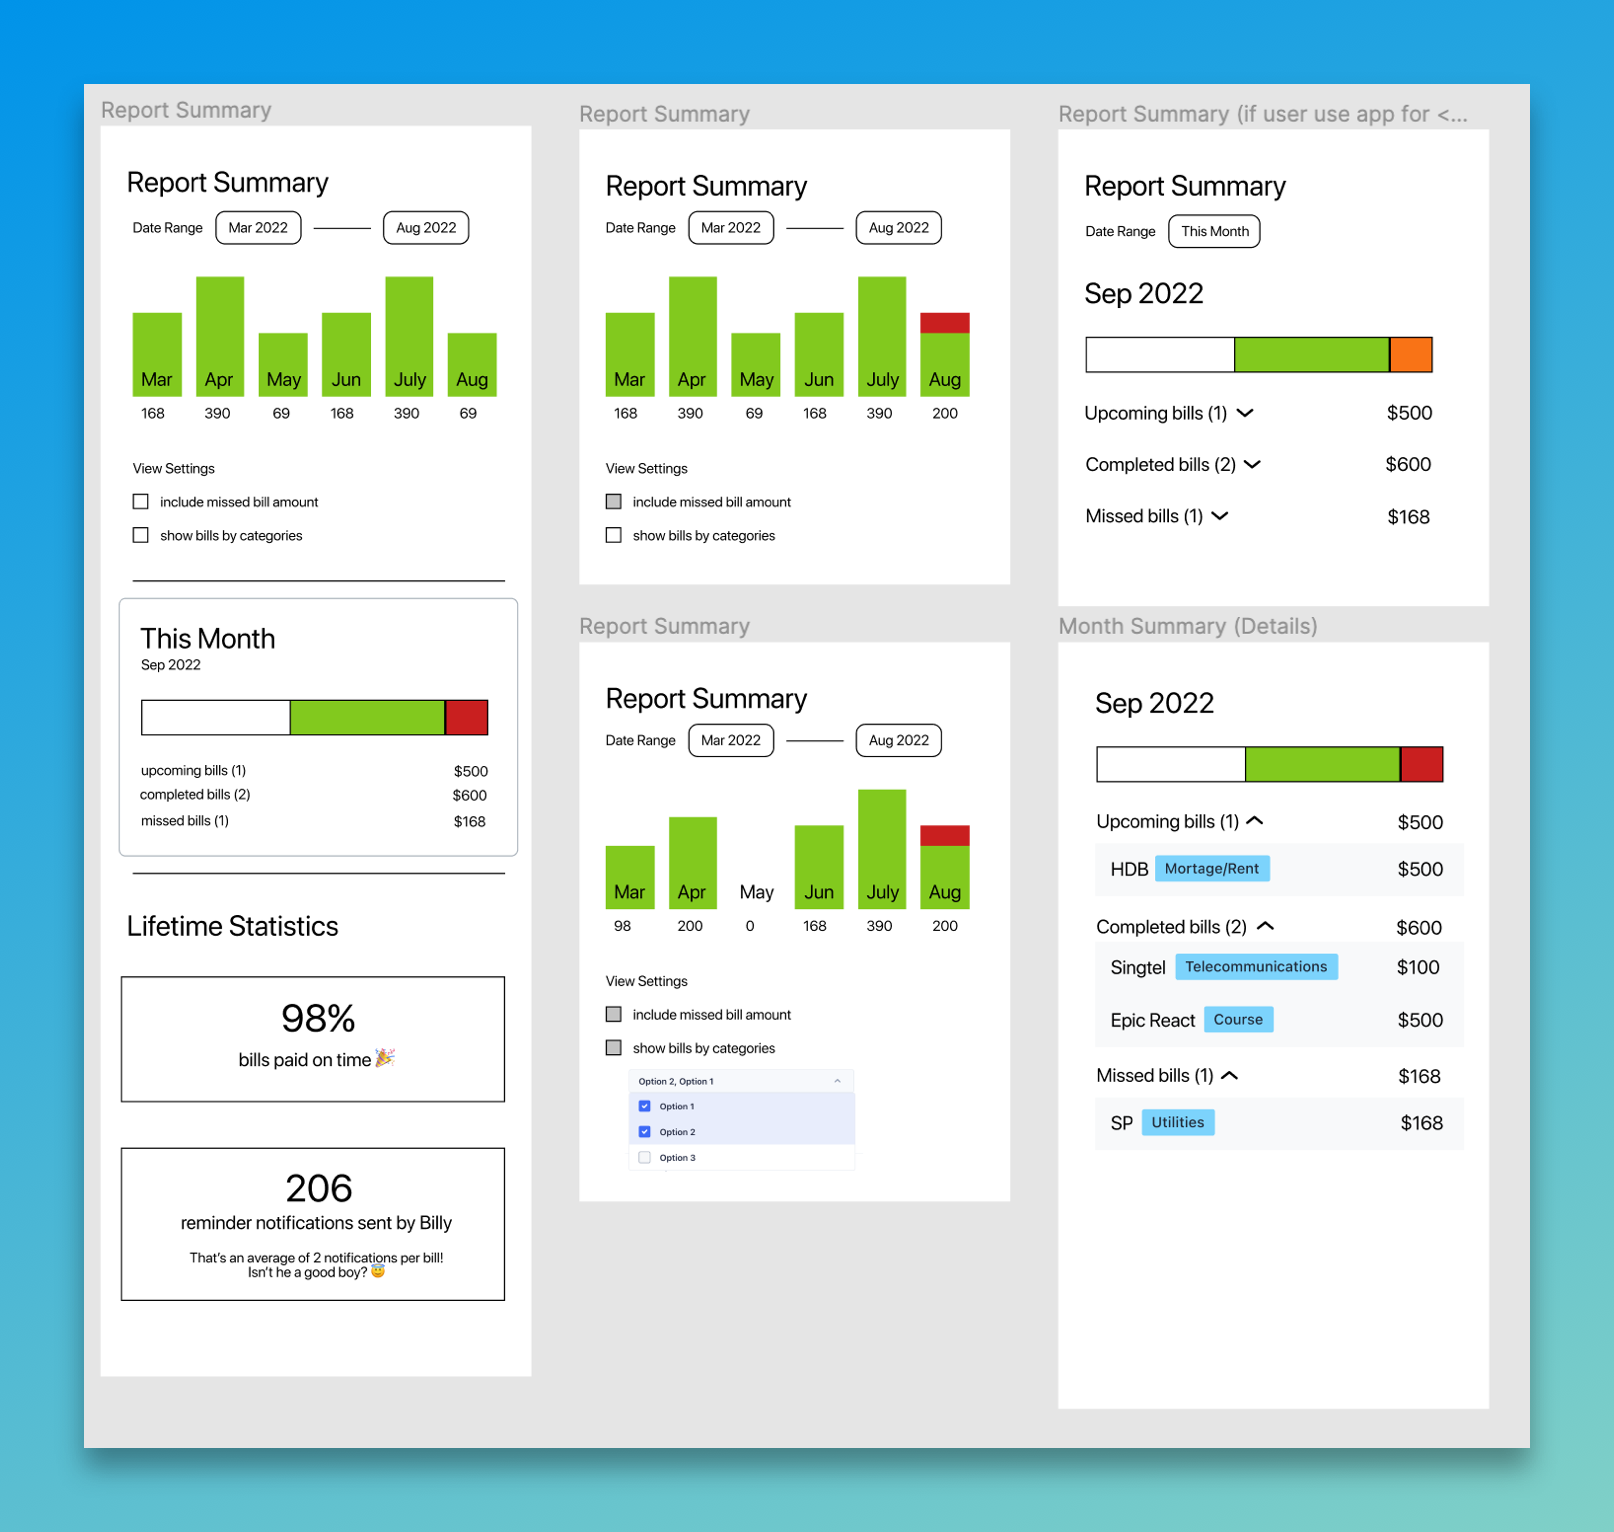 Report Summary
Report Summary
Date Range Mar 2022 Aug 2022
Mar Apr May Jun July Aug
168 390 69 168 390 69
View Settings
include missed bill amount
show bills by categories
This Month
Sep 2022
upcoming bills (1) $500
completed bills (2) $600
missed bills (1) $168
Lifetime Statistics
98%
bills paid on time 🎉
206
reminder notifications sent by Billy
That's an average of 2 notifications per bill!
Isn't he a good boy? 😇
Report Summary
Report Summary
Date Range Mar 2022 Aug 2022
Mar Apr May Jun July Aug
168 390 69 168 390 200
View Settings
include missed bill amount
show bills by categories
Report Summary
Report Summary
Date Range Mar 2022 Aug 2022
Mar Apr May Jun July Aug
98 200 0 168 390 200
View Settings
include missed bill amount
show bills by categories
Option 2, Option 1
Option 1
Option 2
Option 3
Report Summary (if user use app for <...
Report Summary
Date Range This Month
Sep 2022
Upcoming bills (1) $500
Completed bills (2) $600
Missed bills (1) $168
Month Summary (Details)
Sep 2022
Upcoming bills (1) $500
HDB Mortage/Rent $500
Completed bills (2) $600
Singtel Telecommunications $100
Epic React Course $500
Missed bills (1) $168
SP Utilities $168